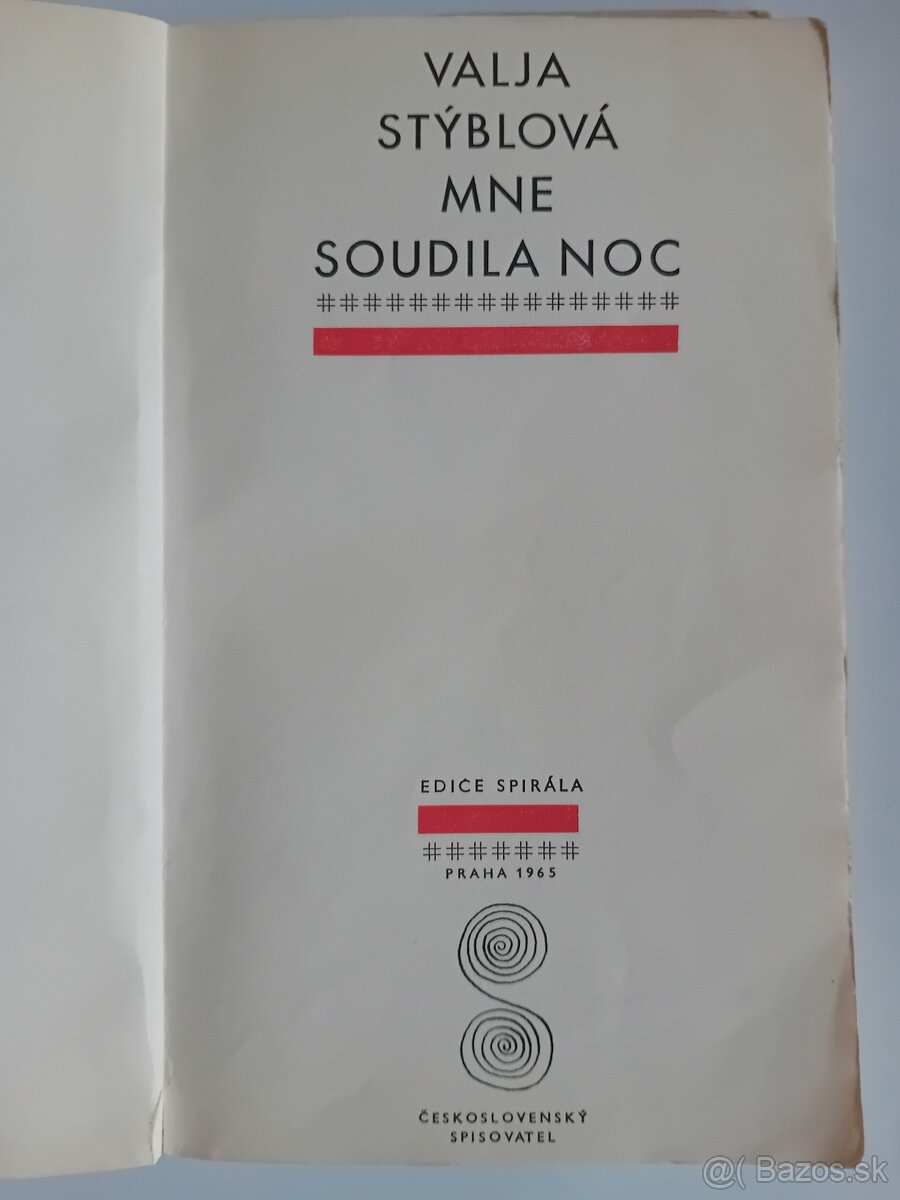 VALJA
STÝBLOVÁ
MNE
SOUDILA NOC
################
EDICE SPIRÁLA
#######
PRAHA 1965
ČESKOSLOVENSKÝ
SPISOVATEL
@( Bazos.sk